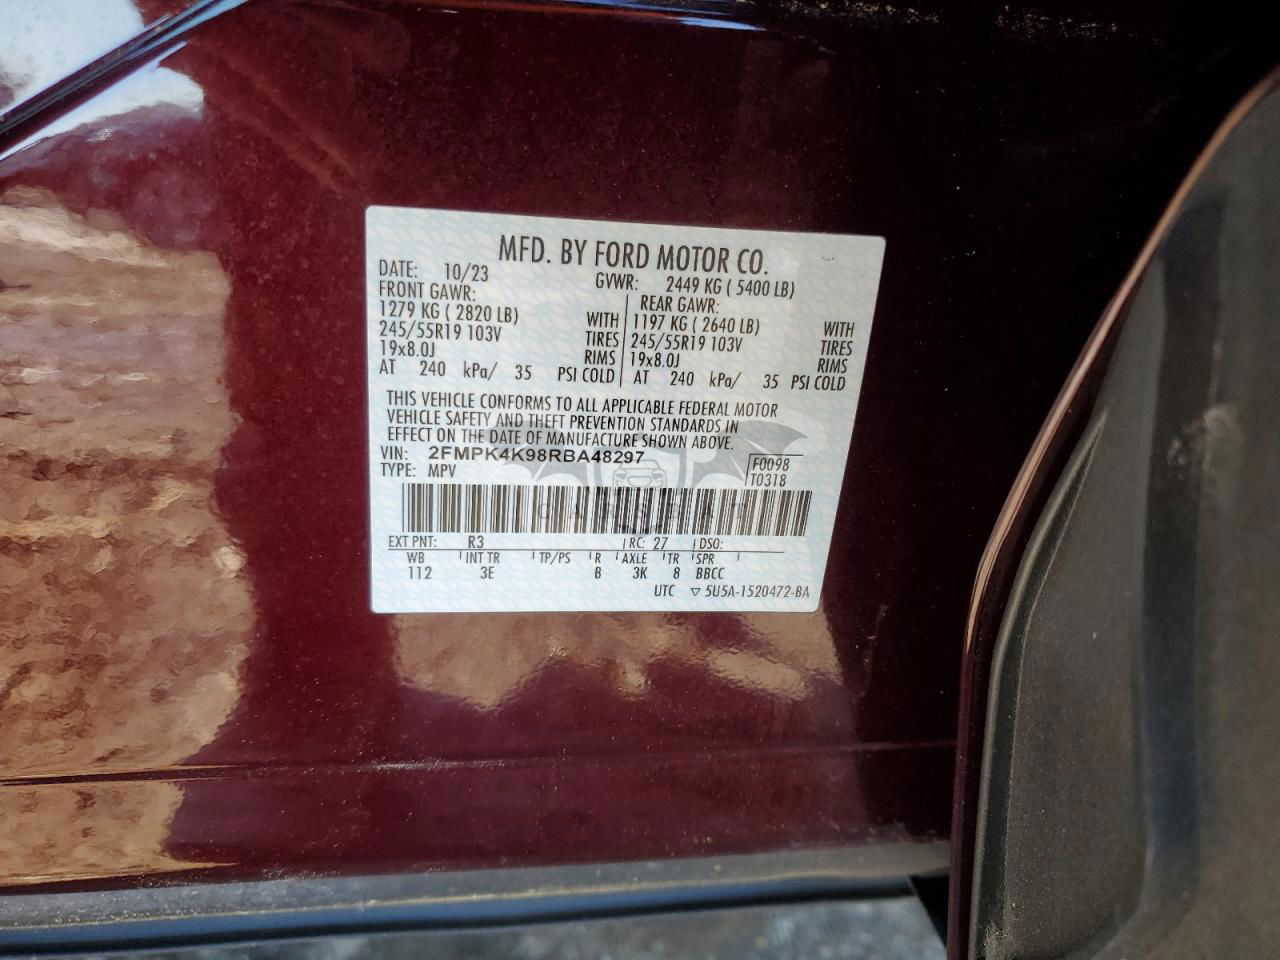 MFD. BY FORD MOTOR CO.
DATE: 10/23 GVWR: 2449 KG ( 5400 LB)
FRONT GAWR: REAR GAWR:
1279 KG ( 2820 LB) WITH 1197 KG ( 2640 LB) WITH
245/55R19 103V TIRES 245/55R19 103V TIRES
19x8.0J RIMS 19x8.0J RIMS
AT 240 kPa/ 35 PSI COLD AT 240 kPa/ 35 PSI COLD
THIS VEHICLE CONFORMS TO ALL APPLICABLE FEDERAL MOTOR
VEHICLE SAFETY AND THEFT PREVENTION STANDARDS IN
EFFECT ON THE DATE OF MANUFACTURE SHOWN ABOVE.
VIN: 2FMPK4K98RBA48297 F0098
TYPE: MPV T0318
EXT PNT: R3 RC: 27 DSO:
WB INT TR TP/PS R AXLE TR SPR
112 3E B 3K 8 BBCC
UTC ▽ 5U5A-1520472-BA